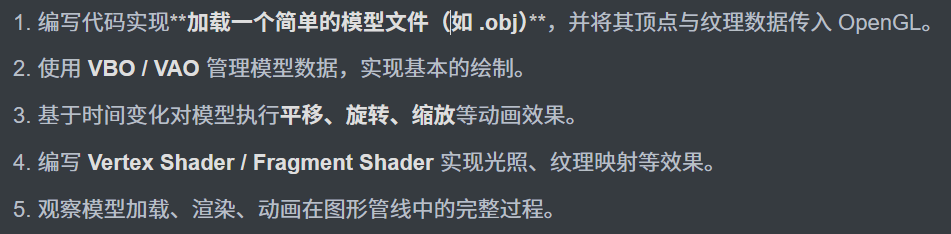 1. 编写代码实现**加载一个简单的模型文件（如 .obj）**，并将其顶点与纹理数据传入 OpenGL。
2. 使用 VBO / VAO 管理模型数据，实现基本的绘制。
3. 基于时间变化对模型执行平移、旋转、缩放等动画效果。
4. 编写 Vertex Shader / Fragment Shader 实现光照、纹理映射等效果。
5. 观察模型加载、渲染、动画在图形管线中的完整过程。